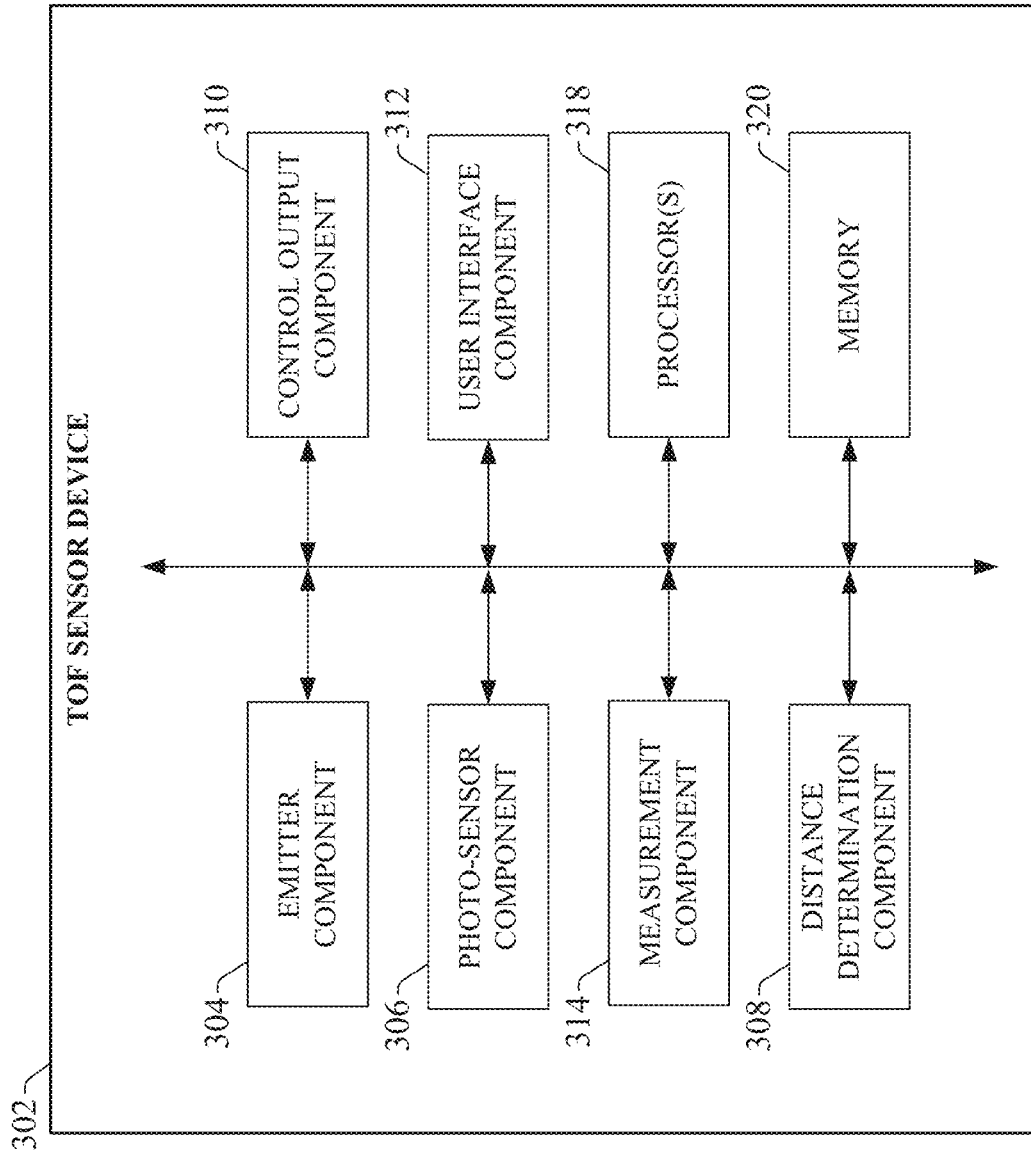 302
TOF SENSOR DEVICE
304
EMITTER
COMPONENT
306
PHOTO-SENSOR
COMPONENT
314
MEASUREMENT
COMPONENT
308
DISTANCE
DETERMINATION
COMPONENT
310
CONTROL OUTPUT
COMPONENT
312
USER INTERFACE
COMPONENT
318
PROCESSOR(S)
320
MEMORY